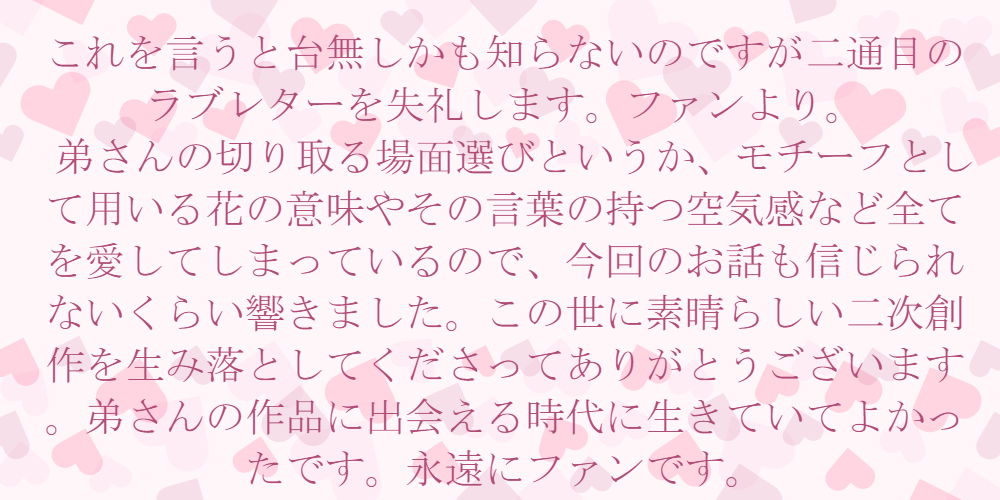 これを言うと台無しかも知らないのですが二通目の
ラブレターを失礼します。ファンより。
弟さんの切り取る場面選びというか、モチーフとし
て用いる花の意味やその言葉の持つ空気感など全て
を愛してしまっているので、今回のお話も信じられ
ないくらい響きました。この世に素晴らしい二次創
作を生み落としてくださってありがとうございます
。弟さんの作品に出会える時代に生きていてよかっ
たです。永遠にファンです。